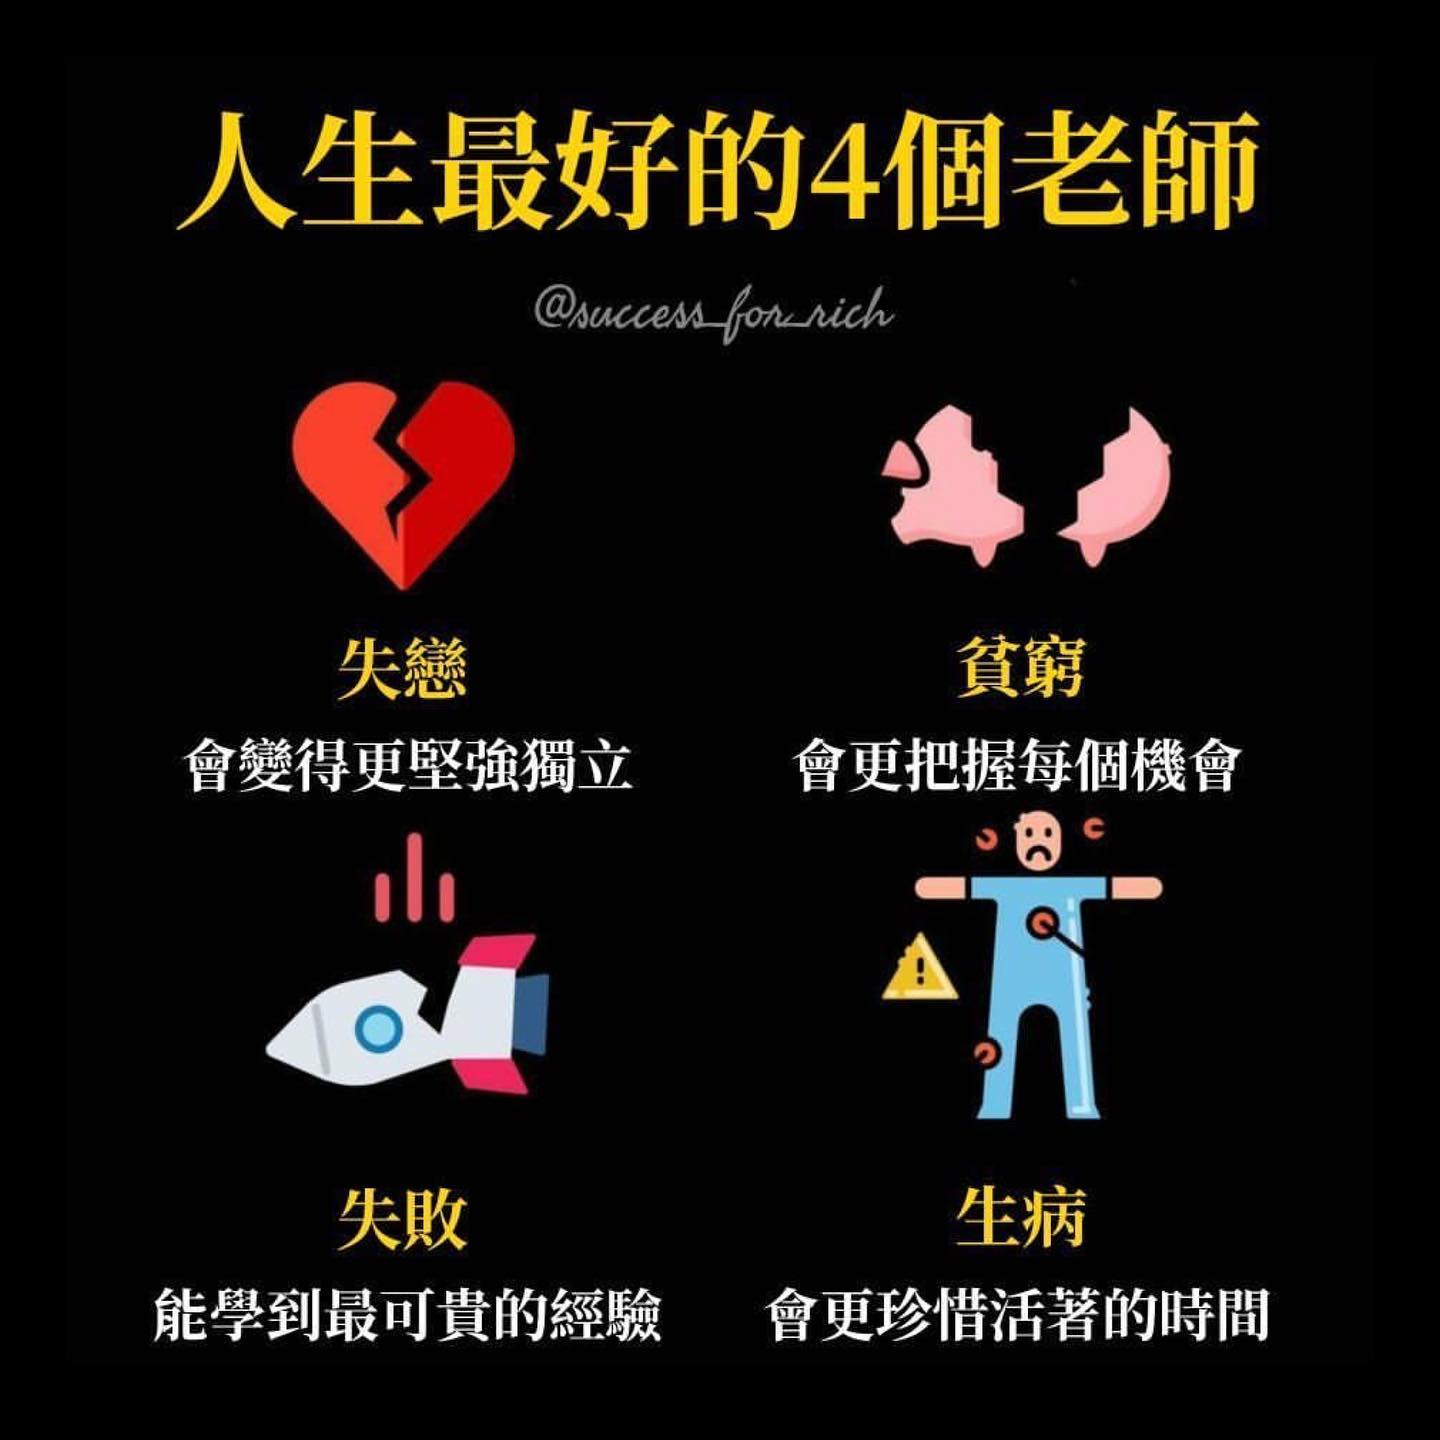 人生最好的4個老師
@success_for_rich
失戀
會變得更堅強獨立
貧窮
會更把握每個機會
失敗
能學到最可貴的經驗
生病
會更珍惜活著的時間